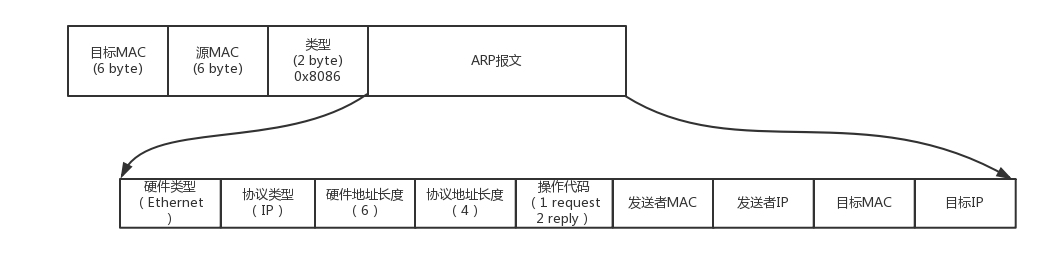 目标MAC
(6 byte)
源MAC
(6 byte)
类型
(2 byte)
0x8086
ARP报文
硬件类型
（Ethernet
）
协议类型
（IP）
硬件地址长度
（6）
协议地址长度
（4）
操作代码
（1 request
2 reply）
发送者MAC
发送者IP
目标MAC
目标IP